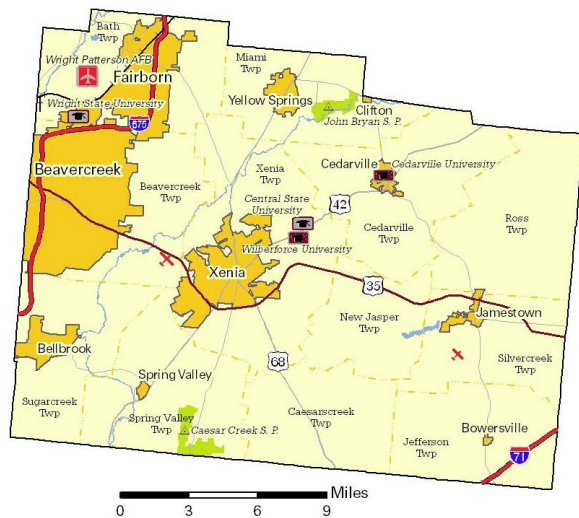 Bath
Twp
Wright Patterson AFB
Fairborn
Wright State University
675
Miami
Twp
Yellow Springs
Clifton
John Bryan S. P.
Beavercreek
Beavercreek
Twp
Xenia
Twp
Cedarville
Cedarville University
Central State
University
42
Wilberforce University
Cedarville
Twp
Ross
Twp
Xenia
35
New Jasper
Twp
Jamestown
Bellbrook
68
Silvercreek
Twp
Spring Valley
Sugarcreek
Twp
Spring Valley
Twp
Caesar Creek S. P.
Caesarscreek
Twp
Bowersville
Jefferson
Twp
71
Miles
0 3 6 9